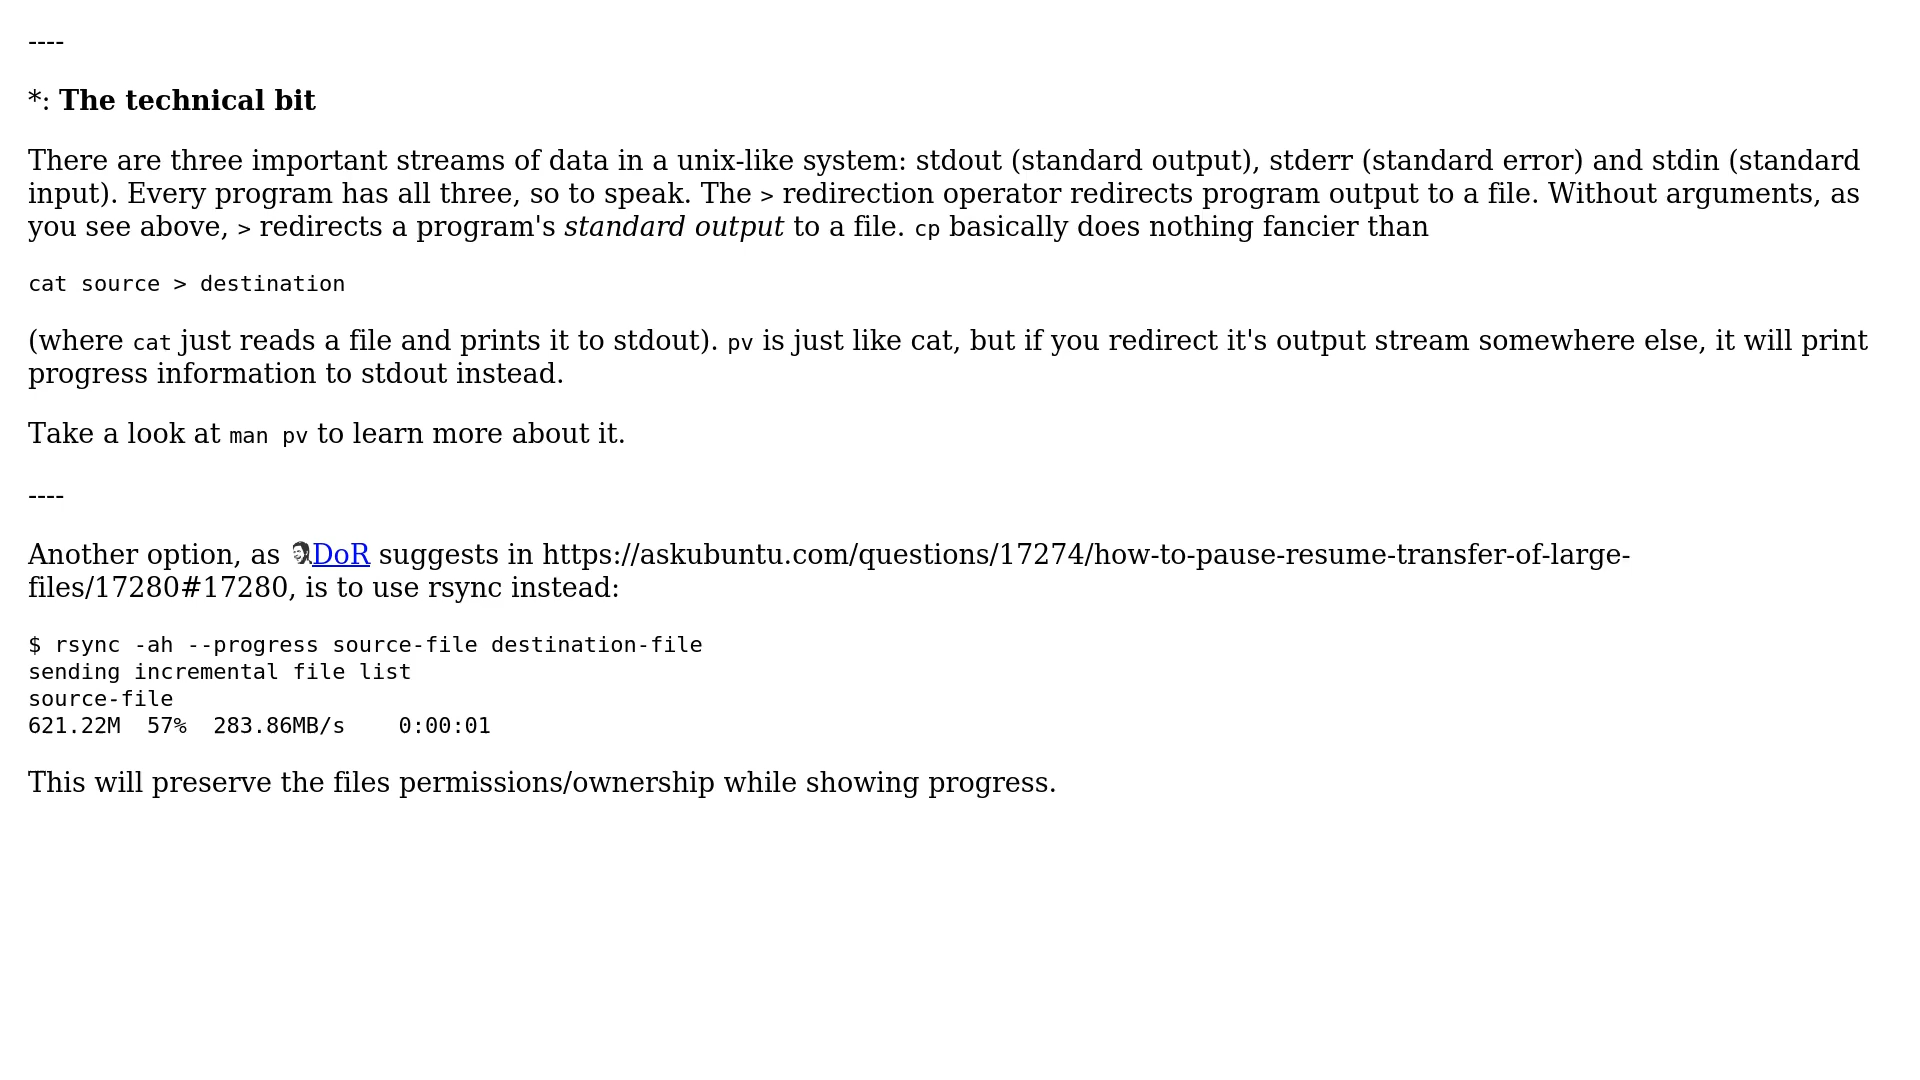 ----
*: The technical bit
There are three important streams of data in a unix-like system: stdout (standard output), stderr (standard error) and stdin (standard
input). Every program has all three, so to speak. The > redirection operator redirects program output to a file. Without arguments, as
you see above, > redirects a program's standard output to a file. cp basically does nothing fancier than
cat source > destination
(where cat just reads a file and prints it to stdout). pv is just like cat, but if you redirect it's output stream somewhere else, it will print
progress information to stdout instead.
Take a look at man pv to learn more about it.
----
Another option, as DoR suggests in https://askubuntu.com/questions/17274/how-to-pause-resume-transfer-of-large-
files/17280#17280, is to use rsync instead:
$ rsync -ah --progress source-file destination-file
sending incremental file list
source-file
621.22M  57%  283.86MB/s    0:00:01
This will preserve the files permissions/ownership while showing progress.